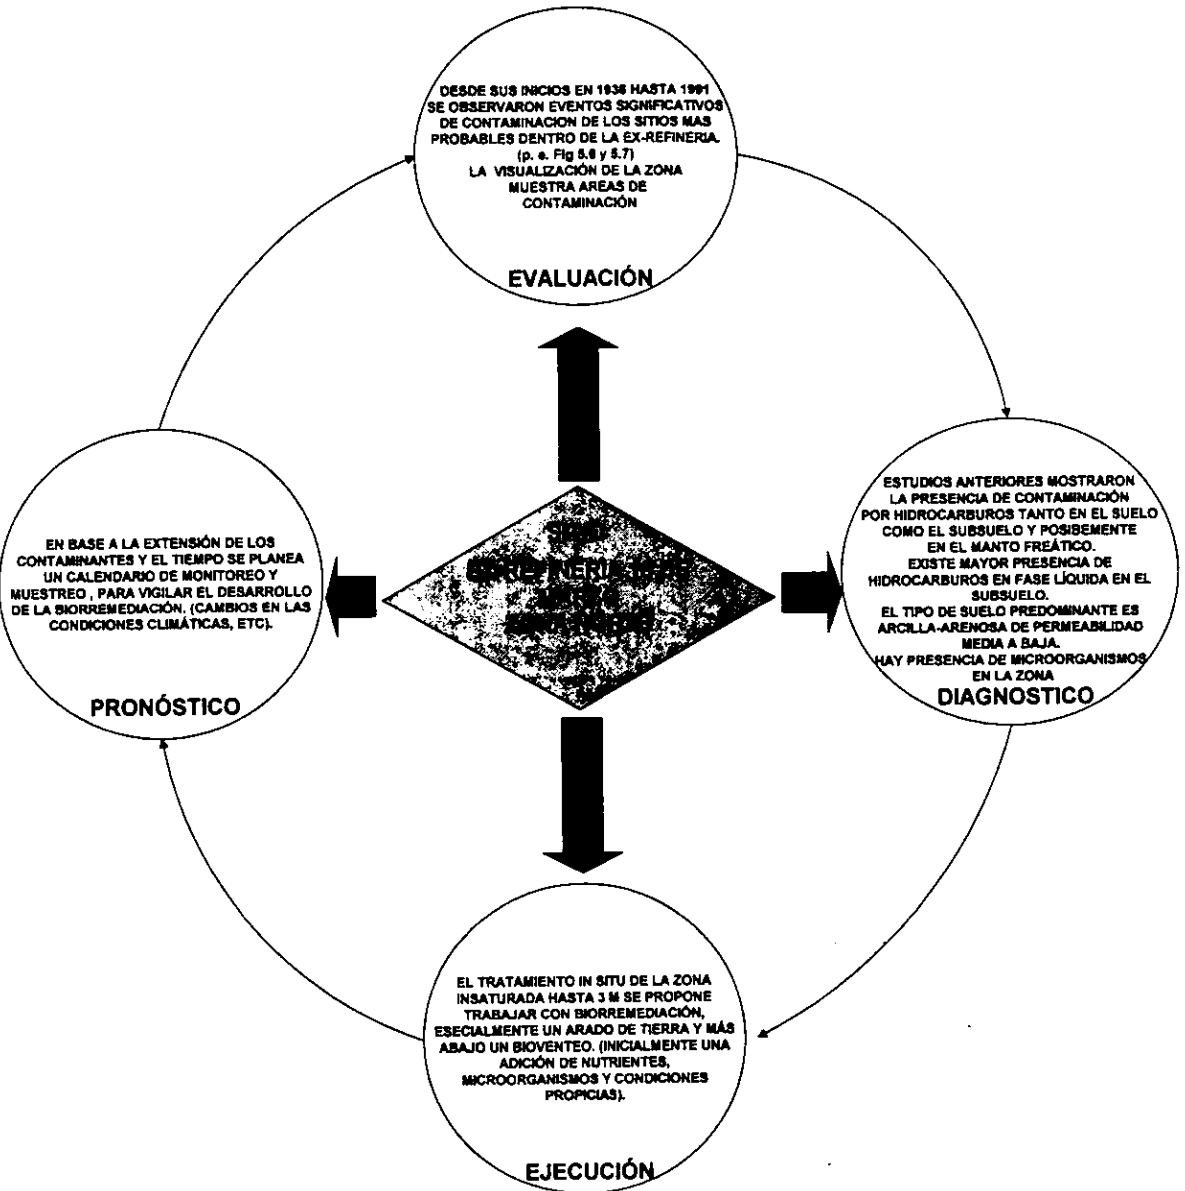 DESDE SUS INICIOS EN 1936 HASTA 1991
SE OBSERVARON EVENTOS SIGNIFICATIVOS
DE CONTAMINACION DE LOS SITIOS MAS
PROBABLES DENTRO DE LA EX-REFINERIA.
(p. e. Fig 5.6 y 5.7)
LA VISUALIZACIÓN DE LA ZONA
MUESTRA AREAS DE
CONTAMINACIÓN
EVALUACIÓN
ESTUDIOS ANTERIORES MOSTRARON
LA PRESENCIA DE CONTAMINACIÓN
POR HIDROCARBUROS TANTO EN EL SUELO
COMO EL SUBSUELO Y POSIBEMENTE
EN EL MANTO FREÁTICO.
EXISTE MAYOR PRESENCIA DE
HIDROCARBUROS EN FASE LÍQUIDA EN EL
SUBSUELO.
EL TIPO DE SUELO PREDOMINANTE ES
ARCILLA-ARENOSA DE PERMEABILIDAD
MEDIA A BAJA.
HAY PRESENCIA DE MICROORGANISMOS
EN LA ZONA
DIAGNOSTICO
EL TRATAMIENTO IN SITU DE LA ZONA
INSATURADA HASTA 3 M SE PROPONE
TRABAJAR CON BIORREMEDIACIÓN,
ESECIALMENTE UN ARADO DE TIERRA Y MÁS
ABAJO UN BIOVENTEO. (INICIALMENTE UNA
ADICIÓN DE NUTRIENTES,
MICROORGANISMOS Y CONDICIONES
PROPICIAS).
EJECUCIÓN
EN BASE A LA EXTENSIÓN DE LOS
CONTAMINANTES Y EL TIEMPO SE PLANEA
UN CALENDARIO DE MONITOREO Y
MUESTREO , PARA VIGILAR EL DESARROLLO
DE LA BIORREMEDIACIÓN. (CAMBIOS EN LAS
CONDICIONES CLIMÁTICAS, ETC).
PRONÓSTICO